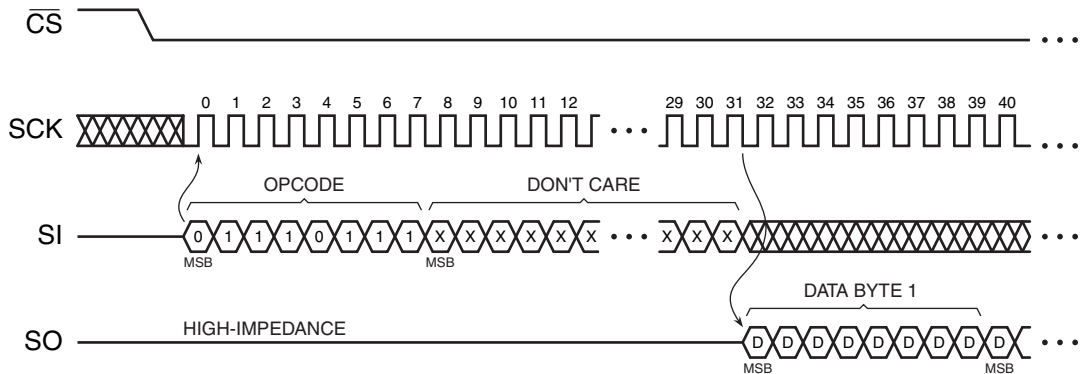 CS
0 1 2 3 4 5 6 7 8 9 10 11 12 29 30 31 32 33 34 35 36 37 38 39 40
SCK
OPCODE DON'T CARE
SI 0 1 1 1 0 1 1 1 X X X X X X X X X
MSB MSB
DATA BYTE 1
HIGH-IMPEDANCE
SO D D D D D D D D D
MSB MSB